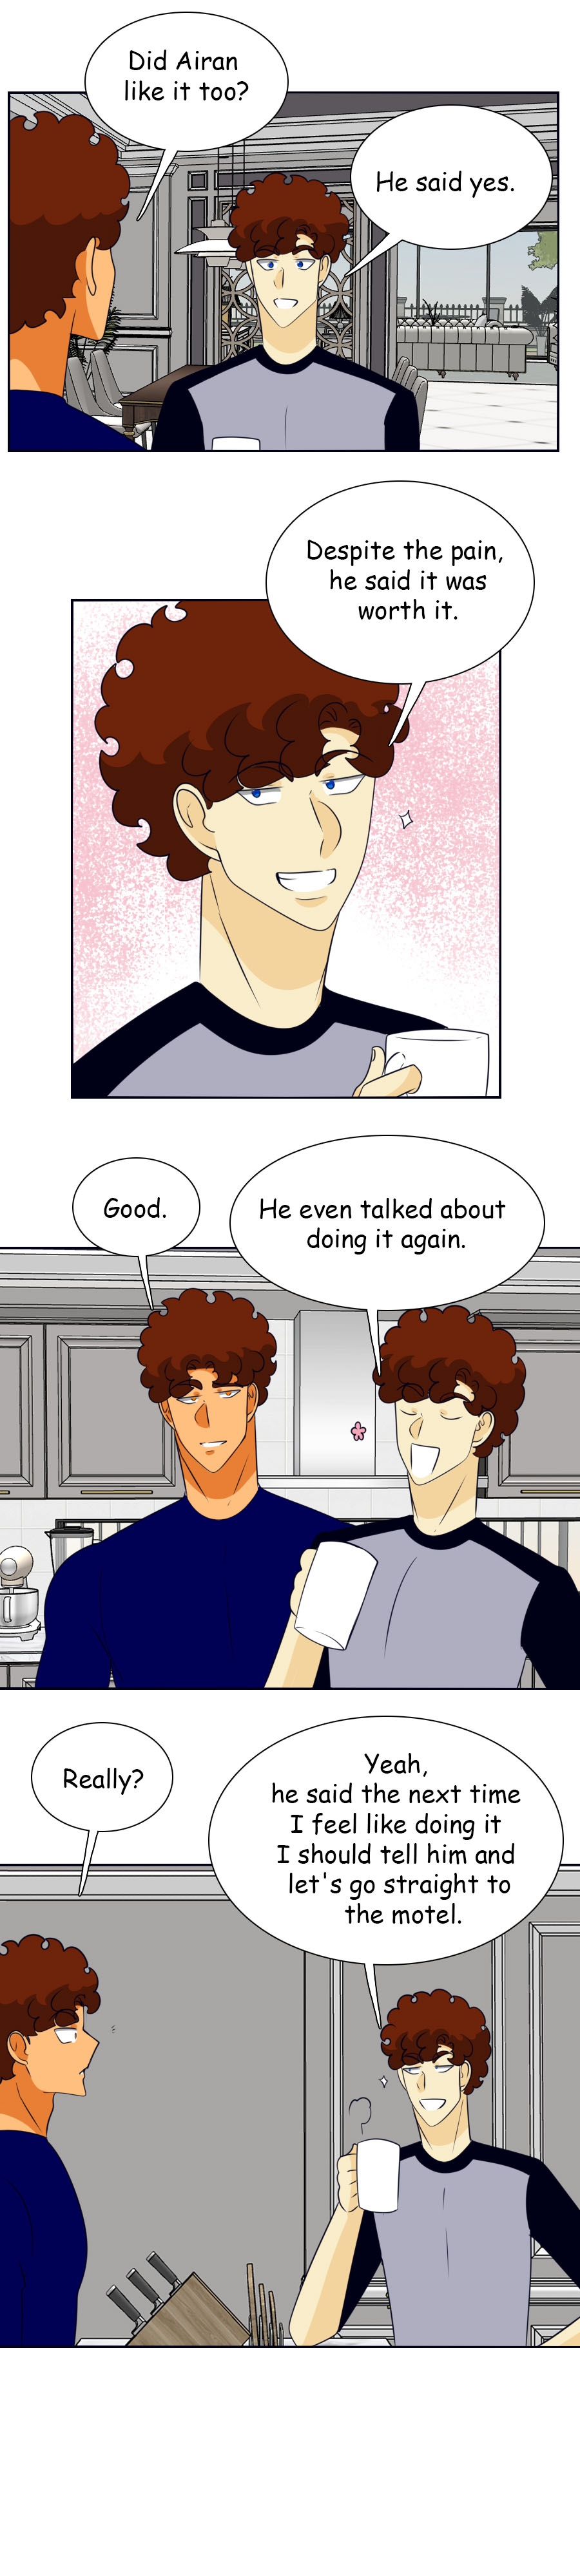 Did Airan
like it too?
He said yes.
Despite the pain,
he said it was
worth it.
Good.
He even talked about
doing it again.
Really?
Yeah,
he said the next time
I feel like doing it
I should tell him and
let's go straight to
the motel.